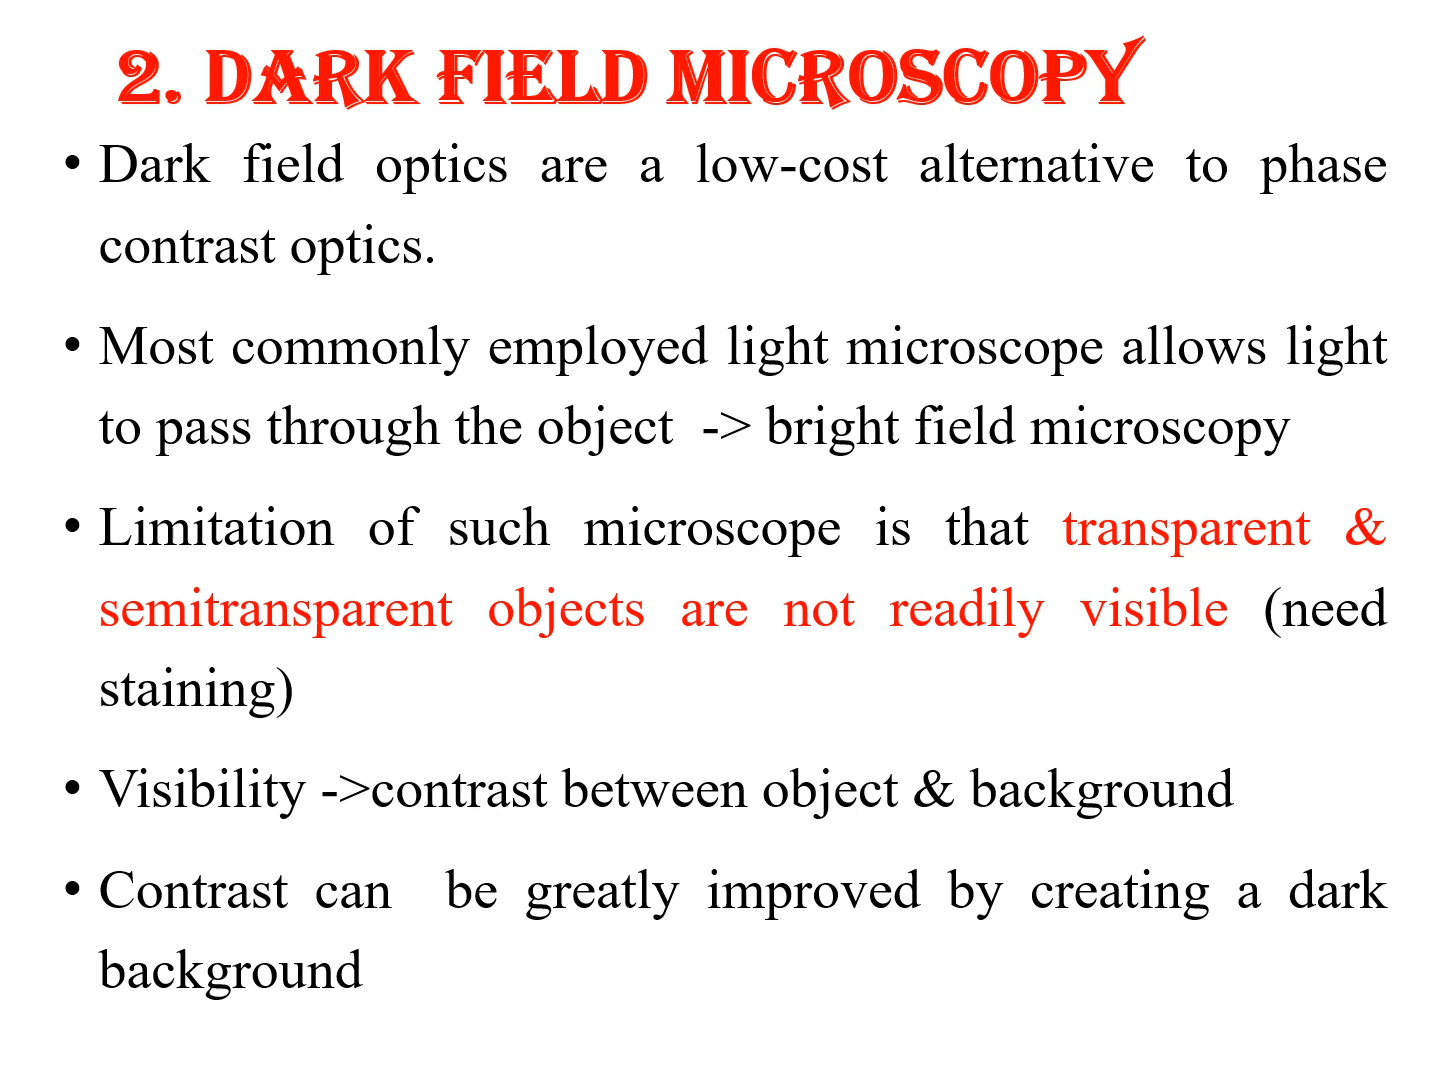 2. DARK FIELD MICROSCOPY
• Dark field optics are a low-cost alternative to phase
contrast optics.
• Most commonly employed light microscope allows light
to pass through the object  -> bright field microscopy
• Limitation of such microscope is that transparent &
semitransparent objects are not readily visible (need
staining)
• Visibility ->contrast between object & background
• Contrast can  be greatly improved by creating a dark
background